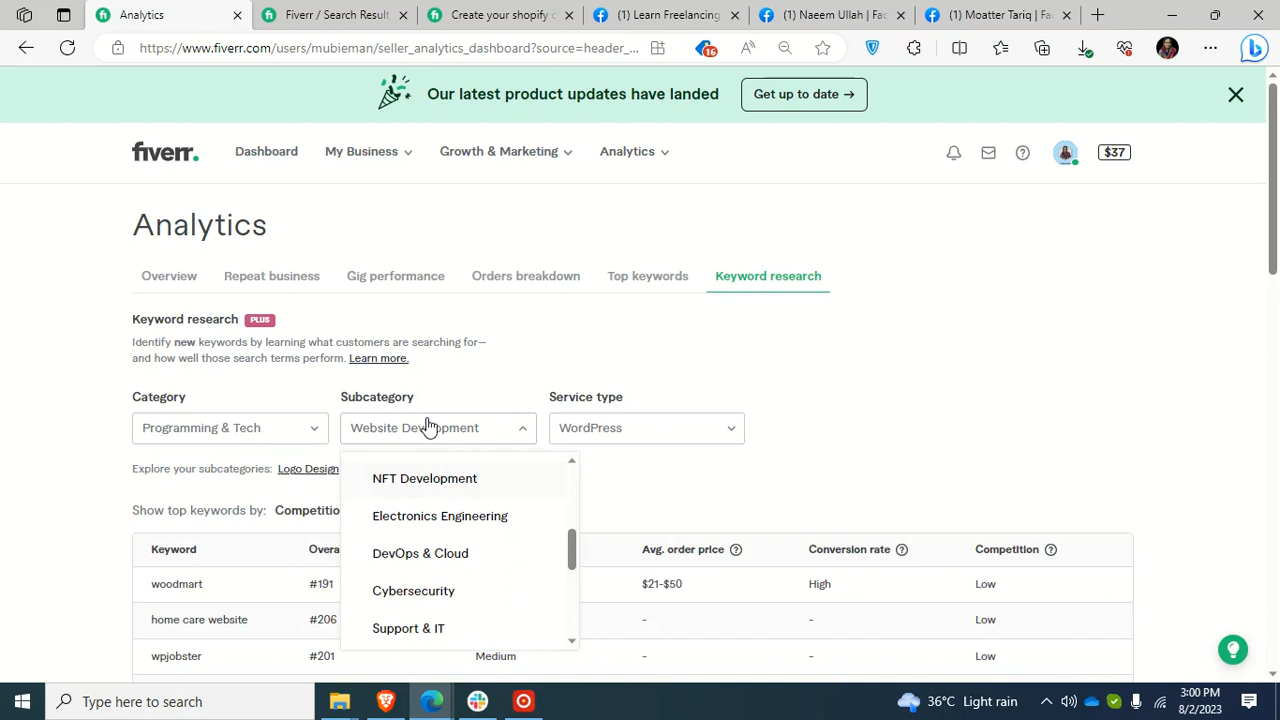 Analytics
Fiverr / Search Result
Create your shopify
(1) Learn Freelancing
(1) Naeem Ullah | Fac
(1) Moatter Tariq | Fa
https://www.fiverr.com/users/mubieman/seller_analytics_dashboard?source=header_...
16
Our latest product updates have landed
Get up to date →
fiverr.
Dashboard
My Business
Growth & Marketing
Analytics
$37
Analytics
Overview
Repeat business
Gig performance
Orders breakdown
Top keywords
Keyword research
Keyword research PLUS
Identify new keywords by learning what customers are searching for—
and how well those search terms perform. Learn more.
Category
Subcategory
Service type
Programming & Tech
Website Development
WordPress
Explore your subcategories: Logo Design
NFT Development
Electronics Engineering
DevOps & Cloud
Cybersecurity
Support & IT
Show top keywords by: Competitio
Keyword
Overa
Avg. order price
Conversion rate
Competition
woodmart
#191
$21-$50
High
Low
home care website
#206
-
-
Low
wpjobster
#201
Medium
-
-
Low
Type here to search
36°C Light rain
3:00 PM
8/2/2023